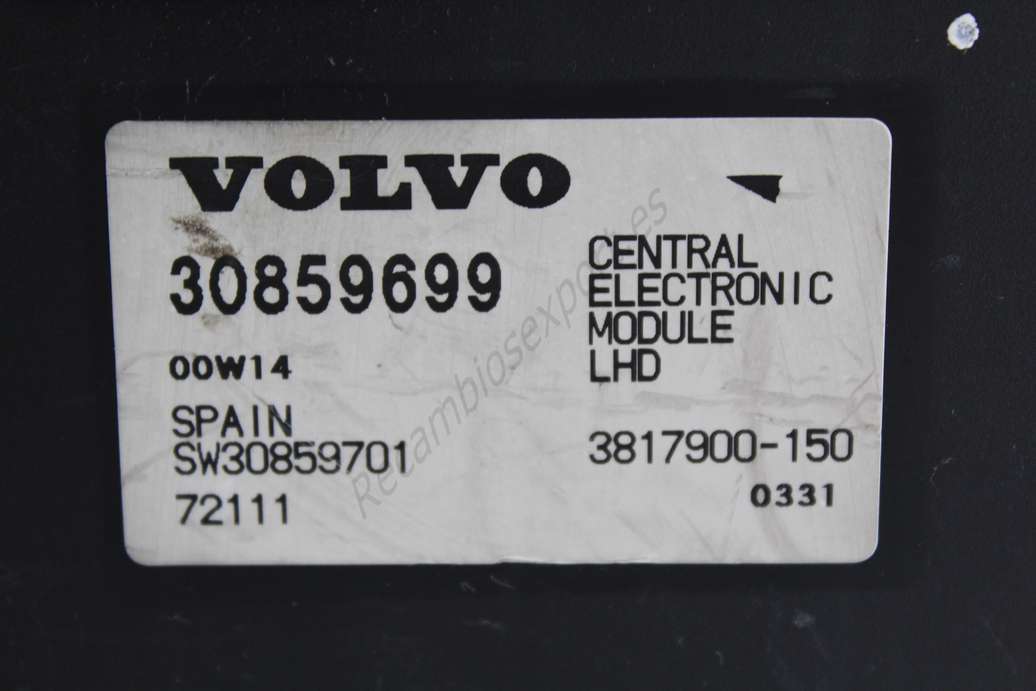 VOLVO
30859699
00W14
SPAIN
SW30859701
72111
CENTRAL
ELECTRONIC
MODULE
LHD
3817900-150
0331